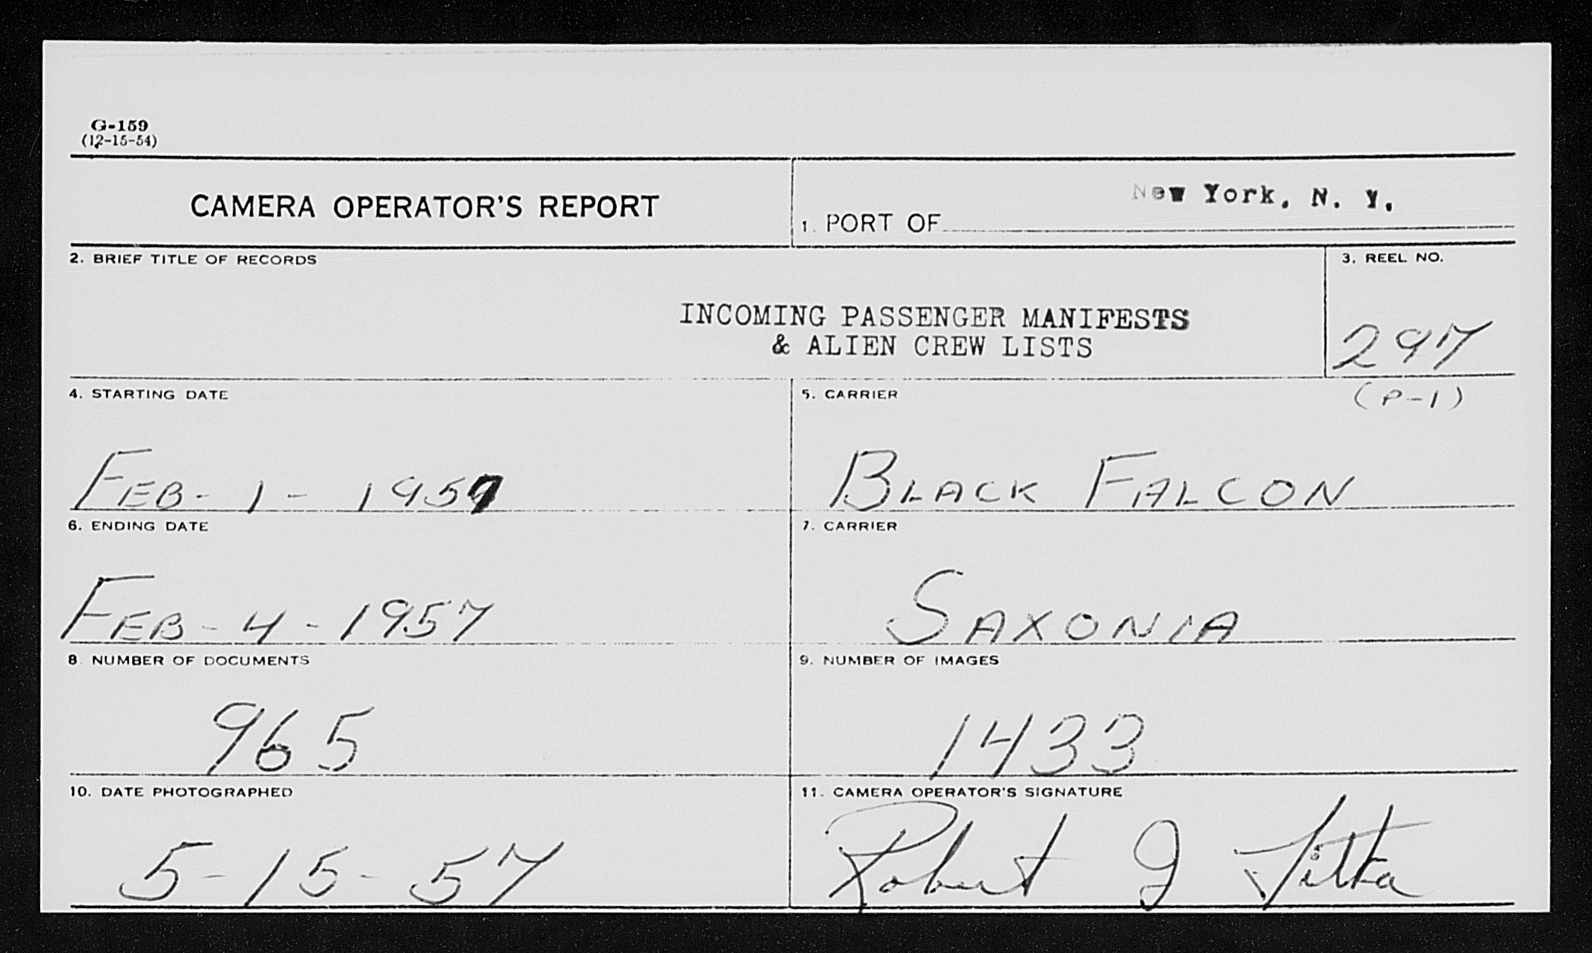 G-159
(12-15-54)
CAMERA OPERATOR'S REPORT
1. PORT OF New York, N. Y.
2. BRIEF TITLE OF RECORDS
INCOMING PASSENGER MANIFESTS
& ALIEN CREW LISTS
3. REEL NO.
297
(P-1)
4. STARTING DATE
FEB- 1 - 1957
5. CARRIER
BLACK FALCON
6. ENDING DATE
FEB - 4 - 1957
7. CARRIER
SAXONIA
8 NUMBER OF DOCUMENTS
965
9. NUMBER OF IMAGES
1433
10. DATE PHOTOGRAPHED
5-15-57
11. CAMERA OPERATOR'S SIGNATURE
Robert J